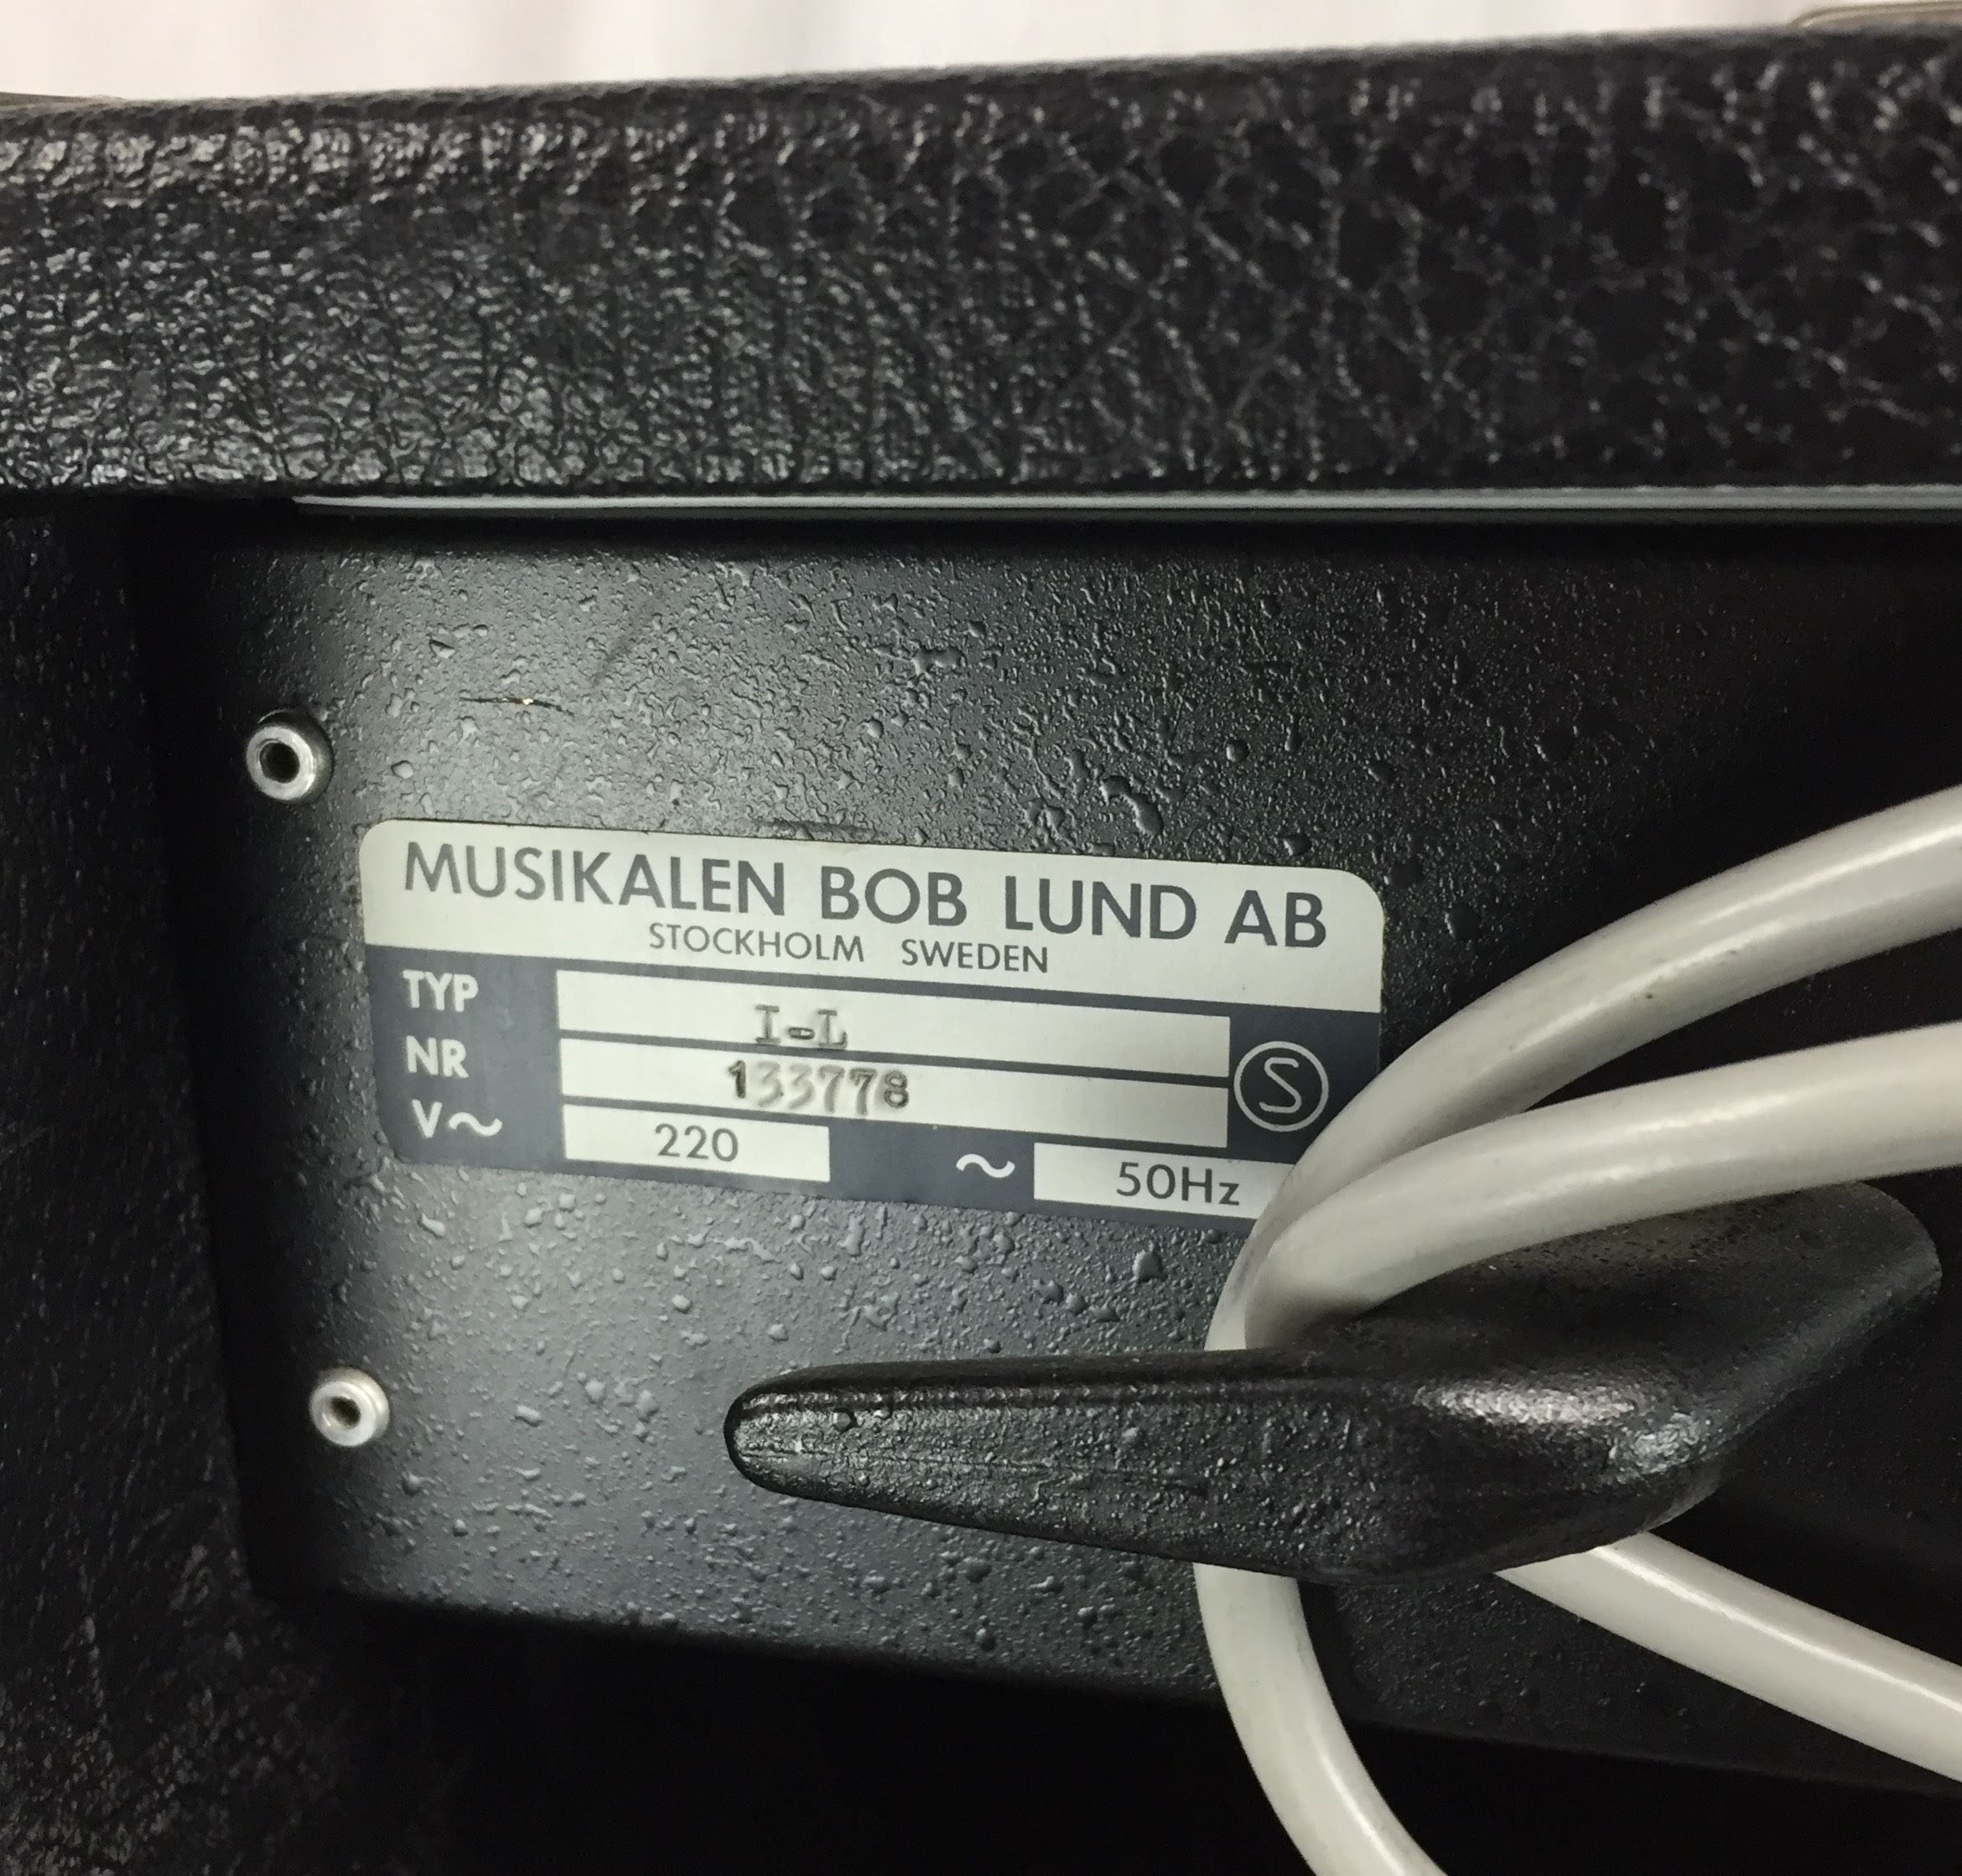 MUSIKALEN BOB LUND AB
STOCKHOLM SWEDEN
TYP I-L
NR 133778
S
V~ 220 ~ 50Hz